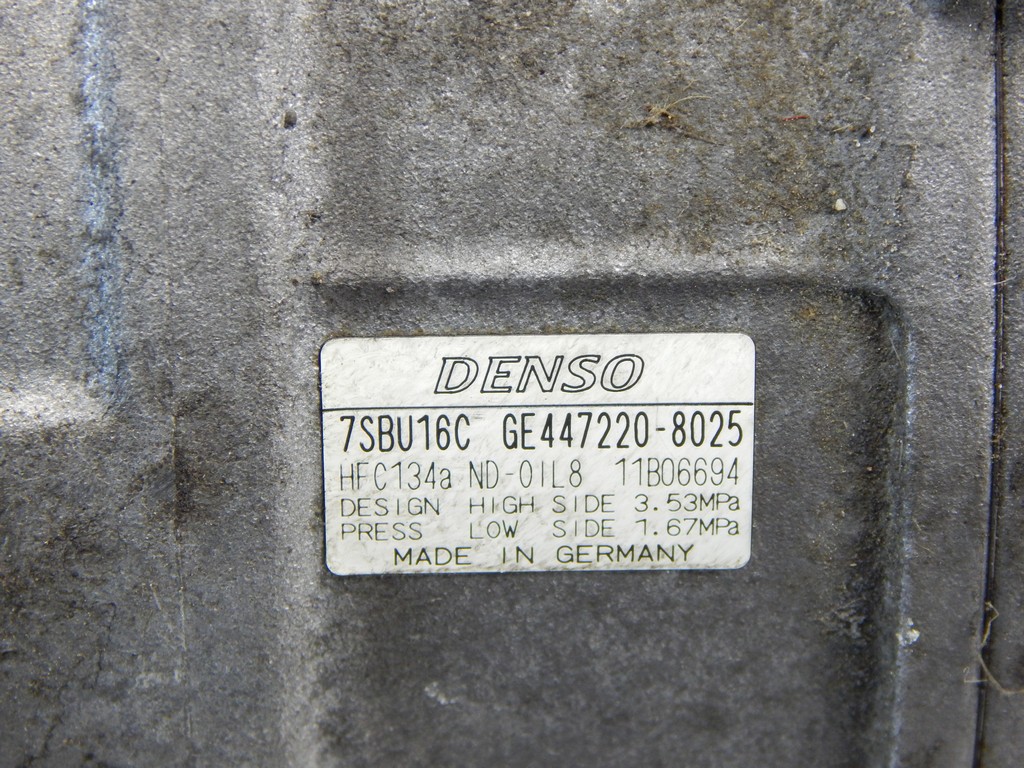 DENSO
7SBU16C GE447220-8025
HFC134a ND-OIL8 11B06694
DESIGN HIGH SIDE 3.53MPa
PRESS LOW SIDE 1.67MPa
MADE IN GERMANY